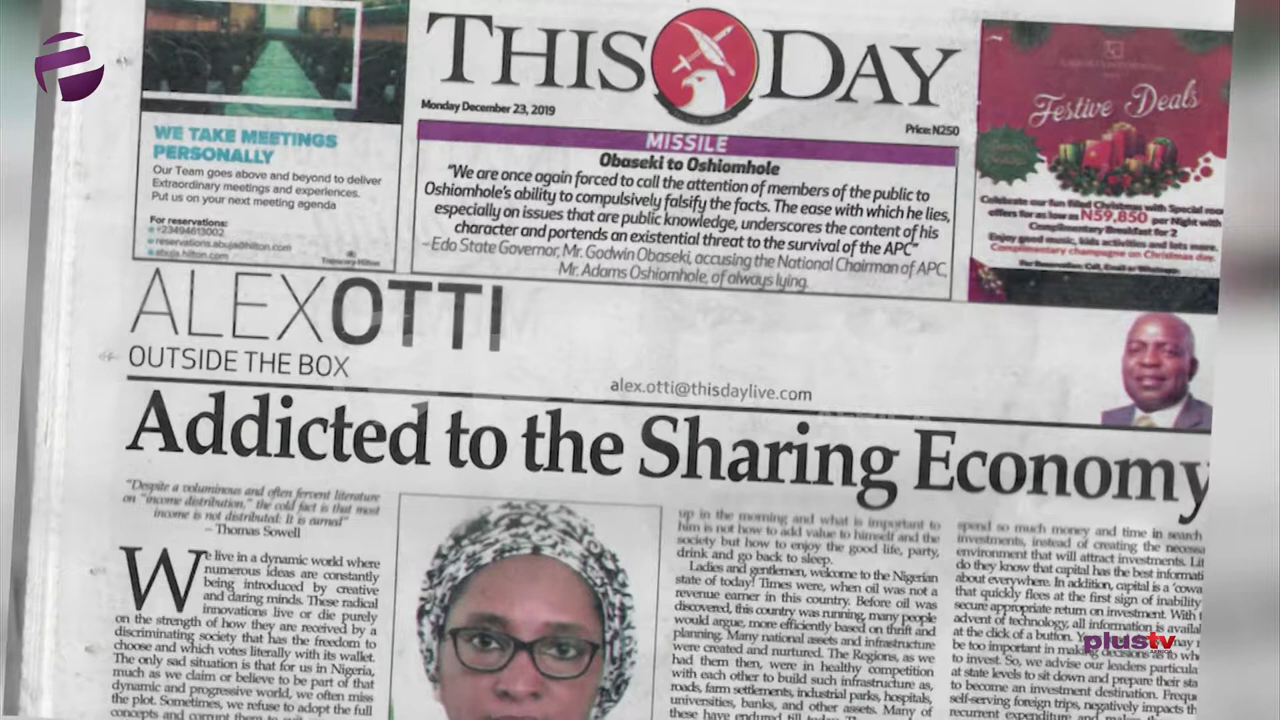 THIS DAY
Monday December 23, 2019
Price: N250
WE TAKE MEETINGS
PERSONALLY
Our Team goes above and beyond to deliver
Extraordinary meetings and experiences.
Put us on your next meeting agenda
For reservations:
+23494613002
reservations.abuja@hilton.com
abuja.hilton.com
Transcorp Hilton
MISSILE
Obaseki to Oshiomhole
“We are once again forced to call the attention of members of the public to
Oshiomhole's ability to compulsively falsify the facts. The ease with which he lies,
especially on issues that are public knowledge, underscores the content of his
character and portends an existential threat to the survival of the APC”
– Edo State Governor, Mr. Godwin Obaseki, accusing the National Chairman of APC,
Mr. Adams Oshiomhole, of always lying.
Festive Deals
Celebrate our fun filled Christmas with Special room
offers for as low as N59,850 per Night with
Complimentary Breakfast for 2
Enjoy good music, kids activities and lots more.
Complimentary champagne on Christmas day.
ALEXOTTI
OUTSIDE THE BOX
alex.otti@thisdaylive.com
Addicted to the Sharing Economy
“Despite a voluminous and often fervent literature
on “income distribution,” the cold fact is that most
income is not distributed: It is earned”
– Thomas Sowell
We live in a dynamic world where
numerous ideas are constantly
being introduced by creative
and daring minds. These radical
innovations live or die purely
on the strength of how they are received by a
discriminating society that has the freedom to
choose and which votes literally with its wallet.
The only sad situation is that for us in Nigeria,
much as we claim or believe to be part of that
dynamic and progressive world, we often miss
the plot. Sometimes, we refuse to adopt the full
concepts and corrupt them to
up in the morning and what is important to
him is not how to add value to himself and the
society but how to enjoy the good life, party,
drink and go back to sleep.
Ladies and gentlemen, welcome to the Nigerian
state of today! Times were, when oil was not a
revenue earner in this country. Before oil was
discovered, this country was running, many people
would argue, more efficiently based on thrift and
planning. Many national assets and infrastructure
were created and nurtured. The Regions, as we
had them then, were in healthy competition
with each other to build such infrastructure as,
roads, farm settlements, industrial parks, hospitals,
universities, banks, and other assets. Many of
these have endured till today.
spend so much money and time in search
investments, instead of creating the necessa
environment that will attract investments. Lit
do they know that capital has the best informati
about everywhere. In addition, capital is a 'cowa
that quickly flees at the first sign of inability
secure appropriate return on investment. With t
advent of technology, all information is availab
at the click of a button. You may n
be too important in making decisions as to whe
to invest. So, we advise our leaders particula
at state levels to sit down and prepare their sta
to become an investment destination. Freque
self-serving foreign trips, negatively impacts th
recurrent expenditure and make
plustv